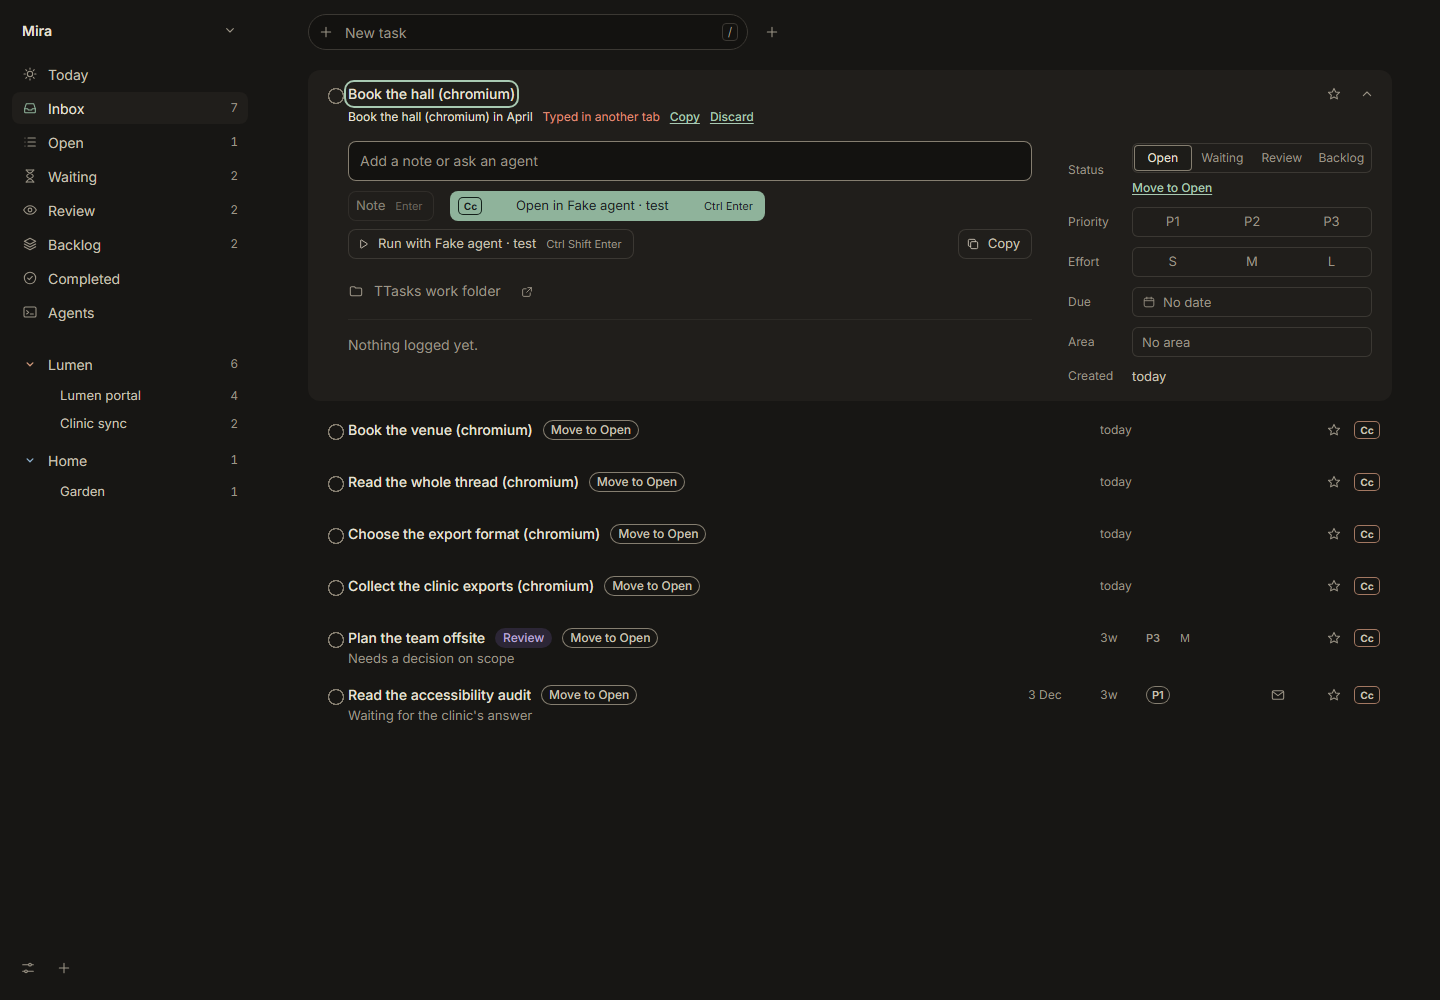 Mira
Today
Inbox 7
Open 1
Waiting 2
Review 2
Backlog 2
Completed
Agents
Lumen 6
Lumen portal 4
Clinic sync 2
Home 1
Garden 1
New task /
Book the hall (chromium)
Book the hall (chromium) in April Typed in another tab Copy Discard
Add a note or ask an agent
Note Enter Cc Open in Fake agent · test Ctrl Enter
Run with Fake agent · test Ctrl Shift Enter Copy
TTasks work folder
Nothing logged yet.
Status Open Waiting Review Backlog
Move to Open
Priority P1 P2 P3
Effort S M L
Due No date
Area No area
Created today
Book the venue (chromium) Move to Open today Cc
Read the whole thread (chromium) Move to Open today Cc
Choose the export format (chromium) Move to Open today Cc
Collect the clinic exports (chromium) Move to Open today Cc
Plan the team offsite Review Move to Open 3w P3 M Cc
Needs a decision on scope
Read the accessibility audit Move to Open 3 Dec 3w P1 Cc
Waiting for the clinic's answer